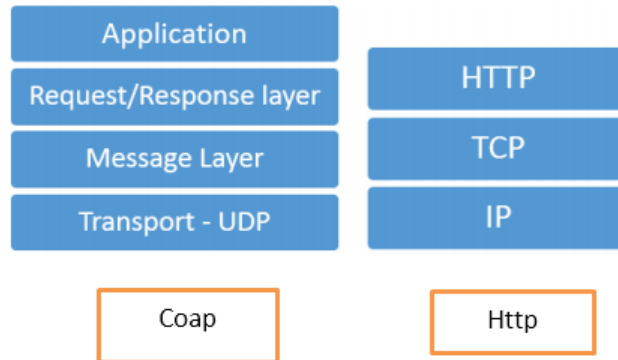 Application
Request/Response layer
Message Layer
Transport - UDP
Coap
HTTP
TCP
IP
Http